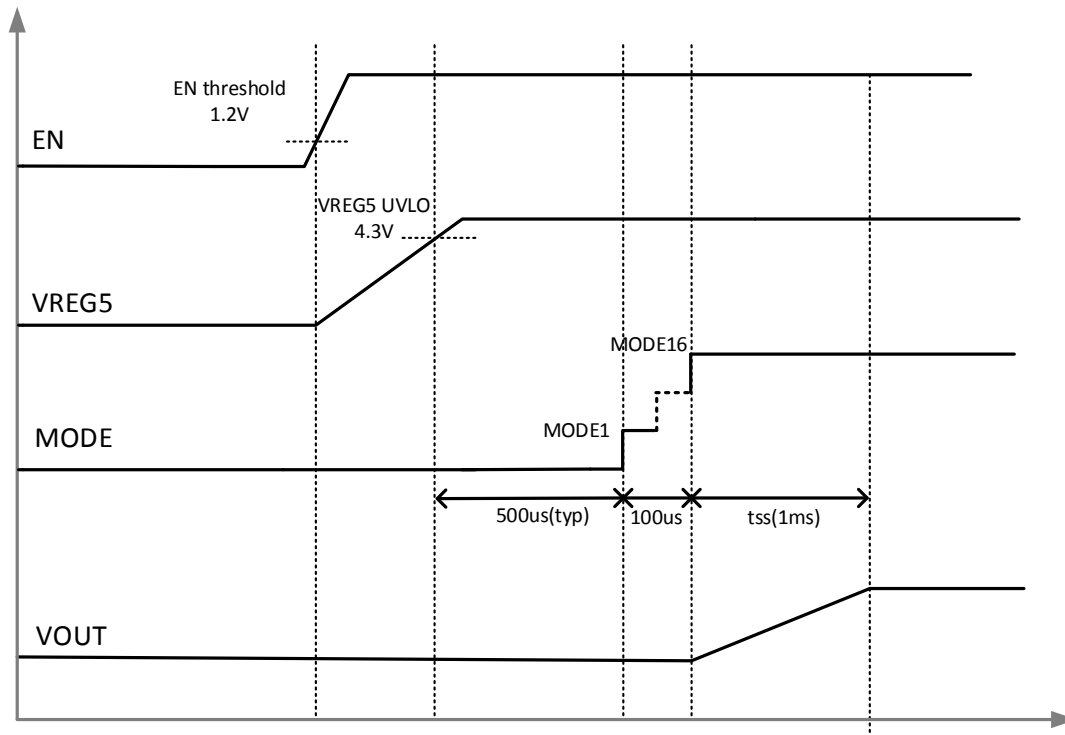 EN threshold
1.2V
EN
VREG5 UVLO
4.3V
VREG5
MODE16
MODE1
MODE
500us(typ)
100us
tss(1ms)
VOUT